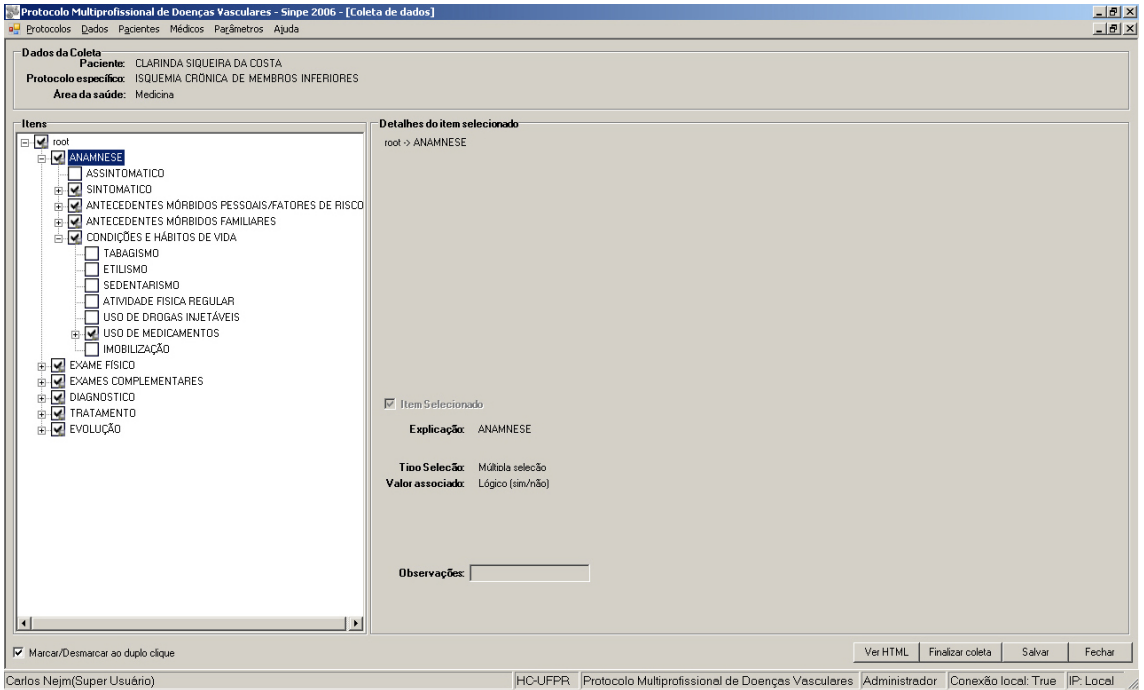 Protocolo Multiprofissional de Doenças Vasculares - Sinpe 2006 - [Coleta de dados]
Protocolos Dados Pacientes Médicos Parâmetros Ajuda
Dados da Coleta
Paciente: CLARINDA SIQUEIRA DA COSTA
Protocolo específico: ISQUEMIA CRÔNICA DE MEMBROS INFERIORES
Área da saúde: Medicina
Itens
root
ANAMNESE
ASSINTOMATICO
SINTOMATICO
ANTECEDENTES MÓRBIDOS PESSOAIS/FATORES DE RISCO
ANTECEDENTES MÓRBIDOS FAMILIARES
CONDIÇÕES E HÁBITOS DE VIDA
TABAGISMO
ETILISMO
SEDENTARISMO
ATIVIDADE FISICA REGULAR
USO DE DROGAS INJETÁVEIS
USO DE MEDICAMENTOS
IMOBILIZAÇÃO
EXAME FÍSICO
EXAMES COMPLEMENTARES
DIAGNOSTICO
TRATAMENTO
EVOLUÇÃO
Detalhes do item selecionado
root -> ANAMNESE
Item Selecionado
Explicação: ANAMNESE
Tipo Seleção: Múltipla seleção
Valor associado: Lógico (sim/não)
Observações:
Marcar/Desmarcar ao duplo clique
Ver HTML Finalizar coleta Salvar Fechar
Carlos Nejm(Super Usuário) HC-UFPR Protocolo Multiprofissional de Doenças Vasculares Administrador Conexão local: True IP: Local